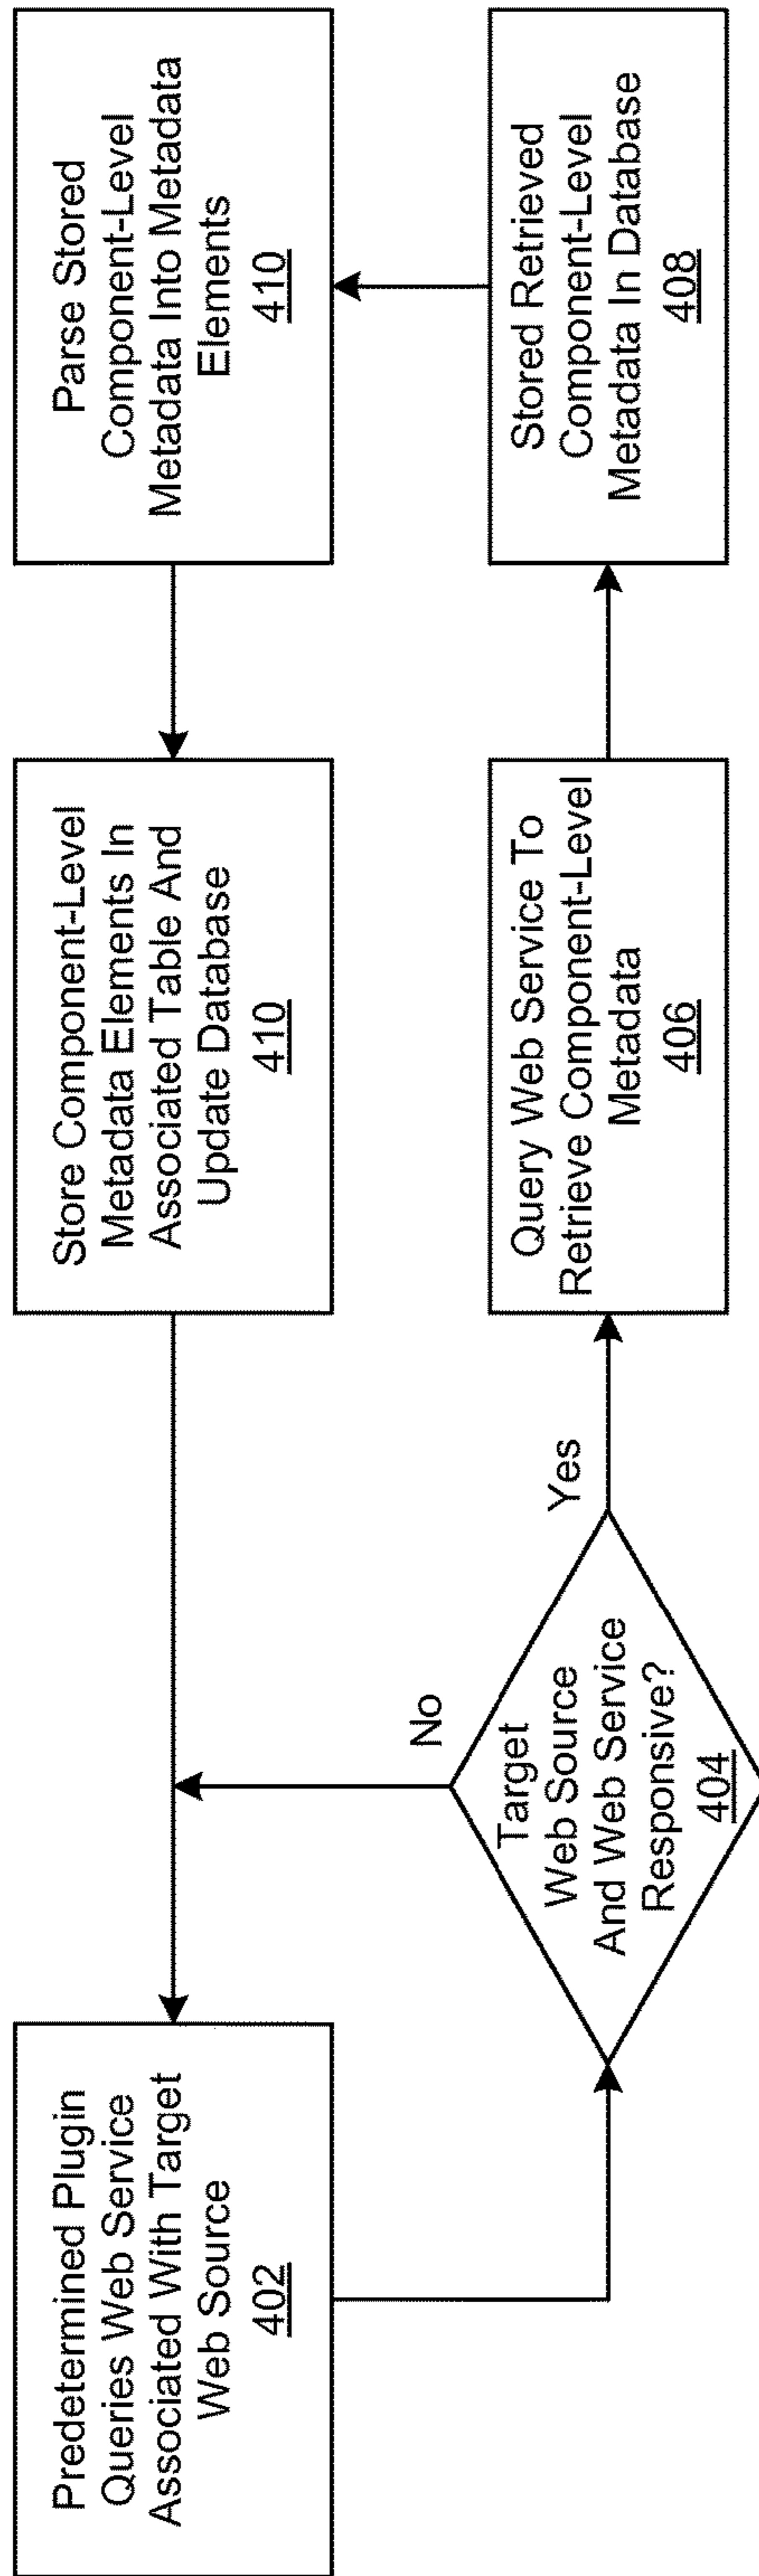 Predetermined Plugin
Queries Web Service
Associated With Target
Web Source
402
Target
Web Source
And Web Service
Responsive?
404
No
Yes
Query Web Service To
Retrieve Component-Level
Metadata
406
Stored Retrieved
Component-Level
Metadata In Database
408
Parse Stored
Component-Level
Metadata Into Metadata
Elements
410
Store Component-Level
Metadata Elements In
Associated Table And
Update Database
410